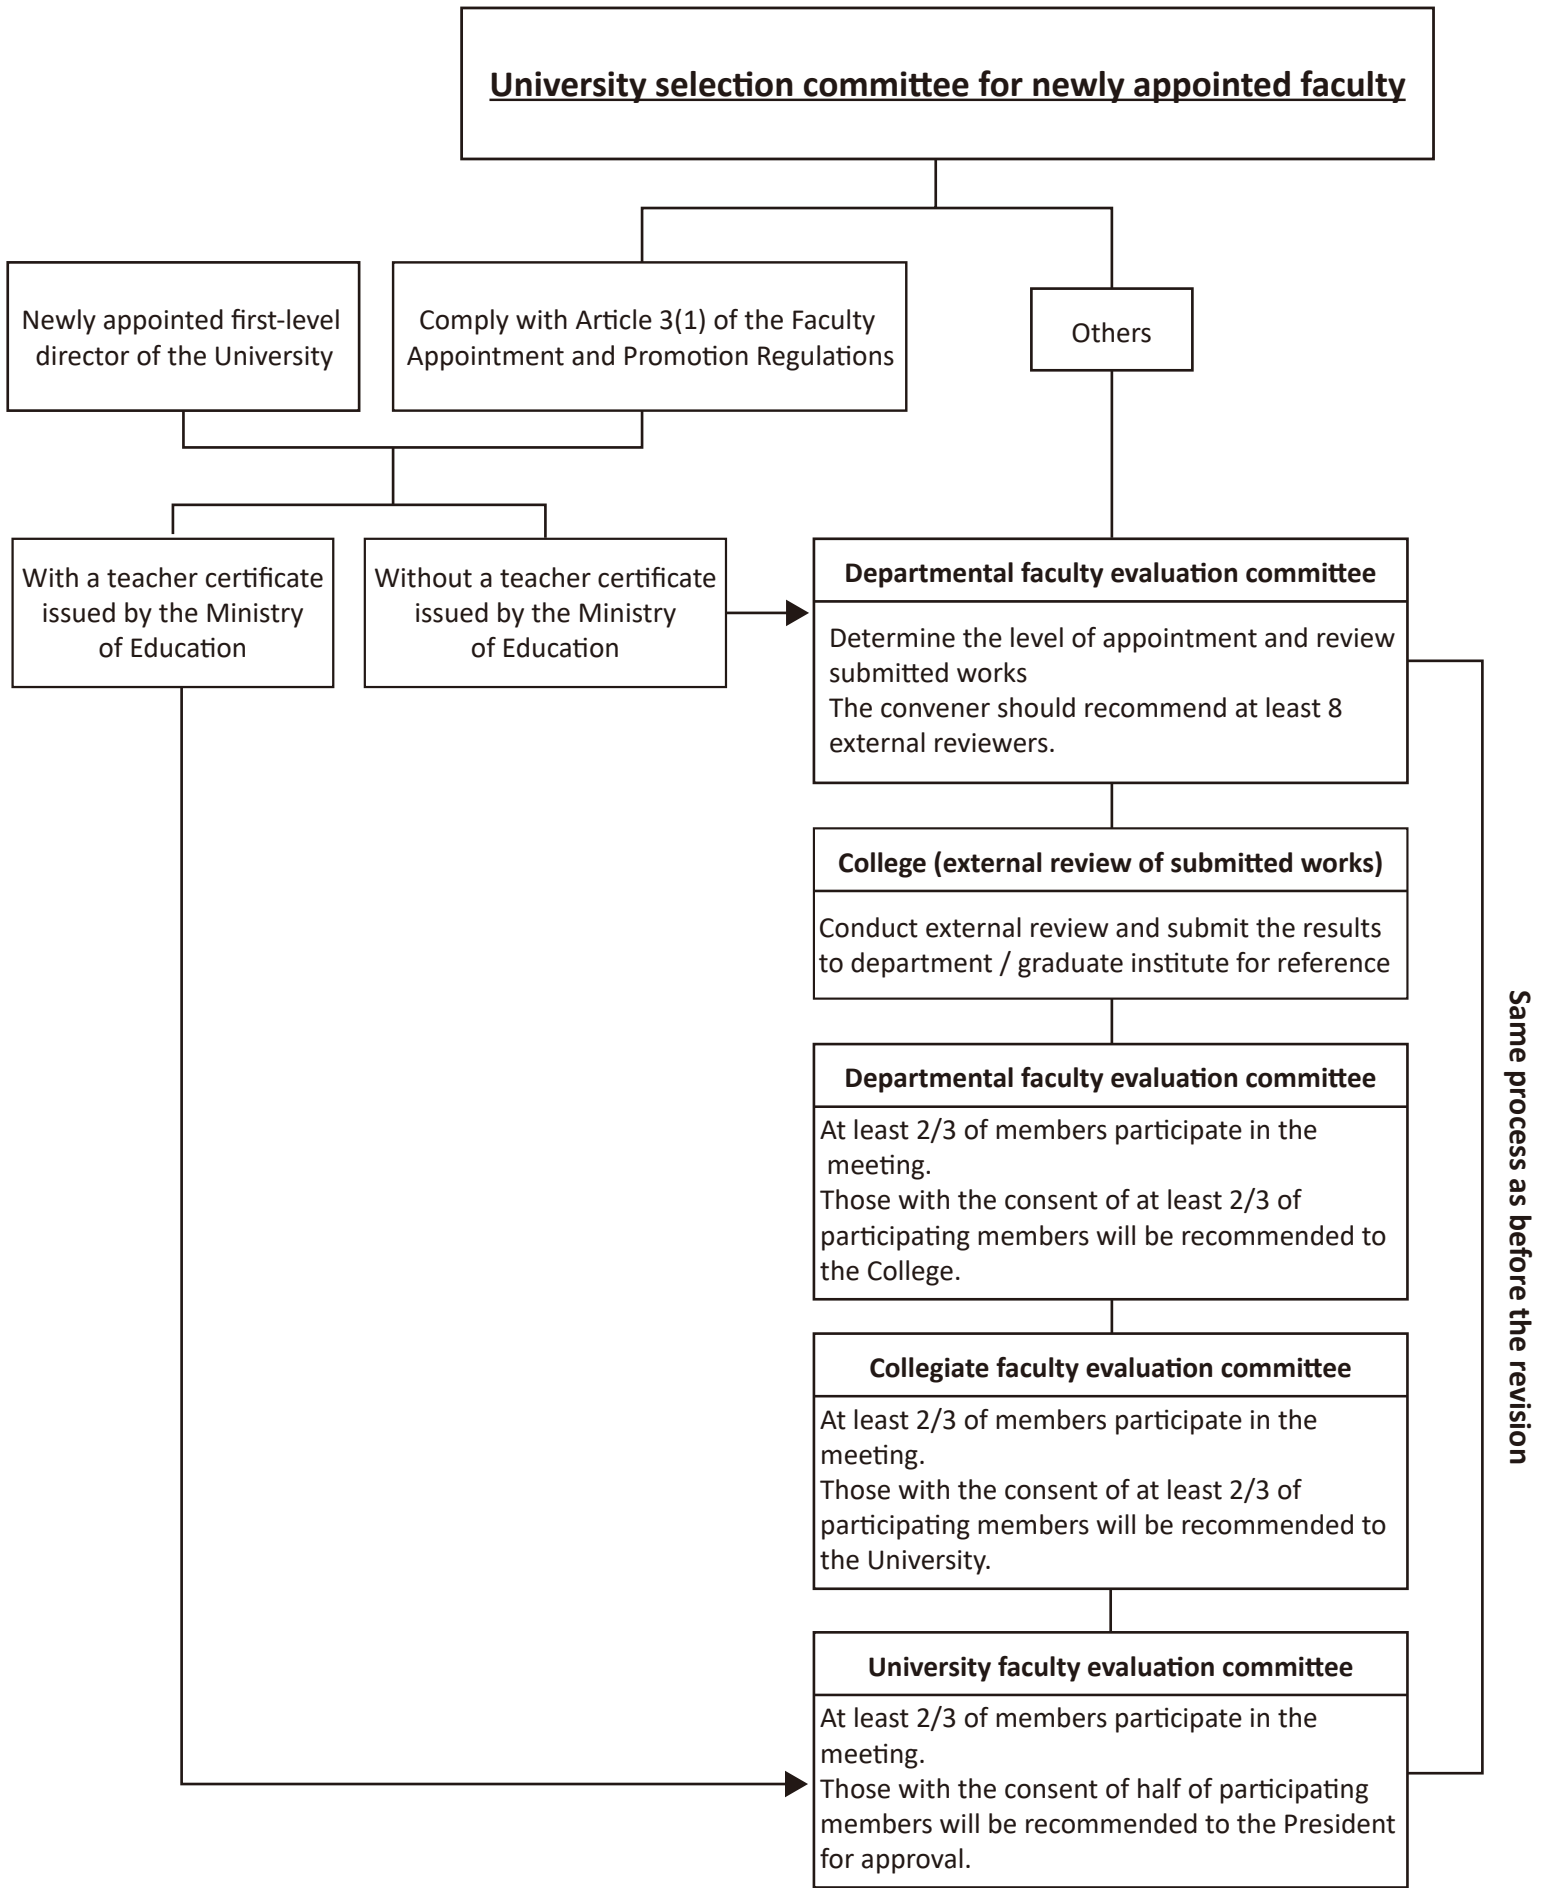 University selection committee for newly appointed faculty
Newly appointed first-level
director of the University
Comply with Article 3(1) of the Faculty
Appointment and Promotion Regulations
Others
With a teacher certificate
issued by the Ministry
of Education
Without a teacher certificate
issued by the Ministry
of Education
Departmental faculty evaluation committee
Determine the level of appointment and review
submitted works
The convener should recommend at least 8
external reviewers.
College (external review of submitted works)
Conduct external review and submit the results
to department / graduate institute for reference
Departmental faculty evaluation committee
At least 2/3 of members participate in the
meeting.
Those with the consent of at least 2/3 of
participating members will be recommended to
the College.
Collegiate faculty evaluation committee
At least 2/3 of members participate in the
meeting.
Those with the consent of at least 2/3 of
participating members will be recommended to
the University.
University faculty evaluation committee
At least 2/3 of members participate in the
meeting.
Those with the consent of half of participating
members will be recommended to the President
for approval.
Same process as before the revision